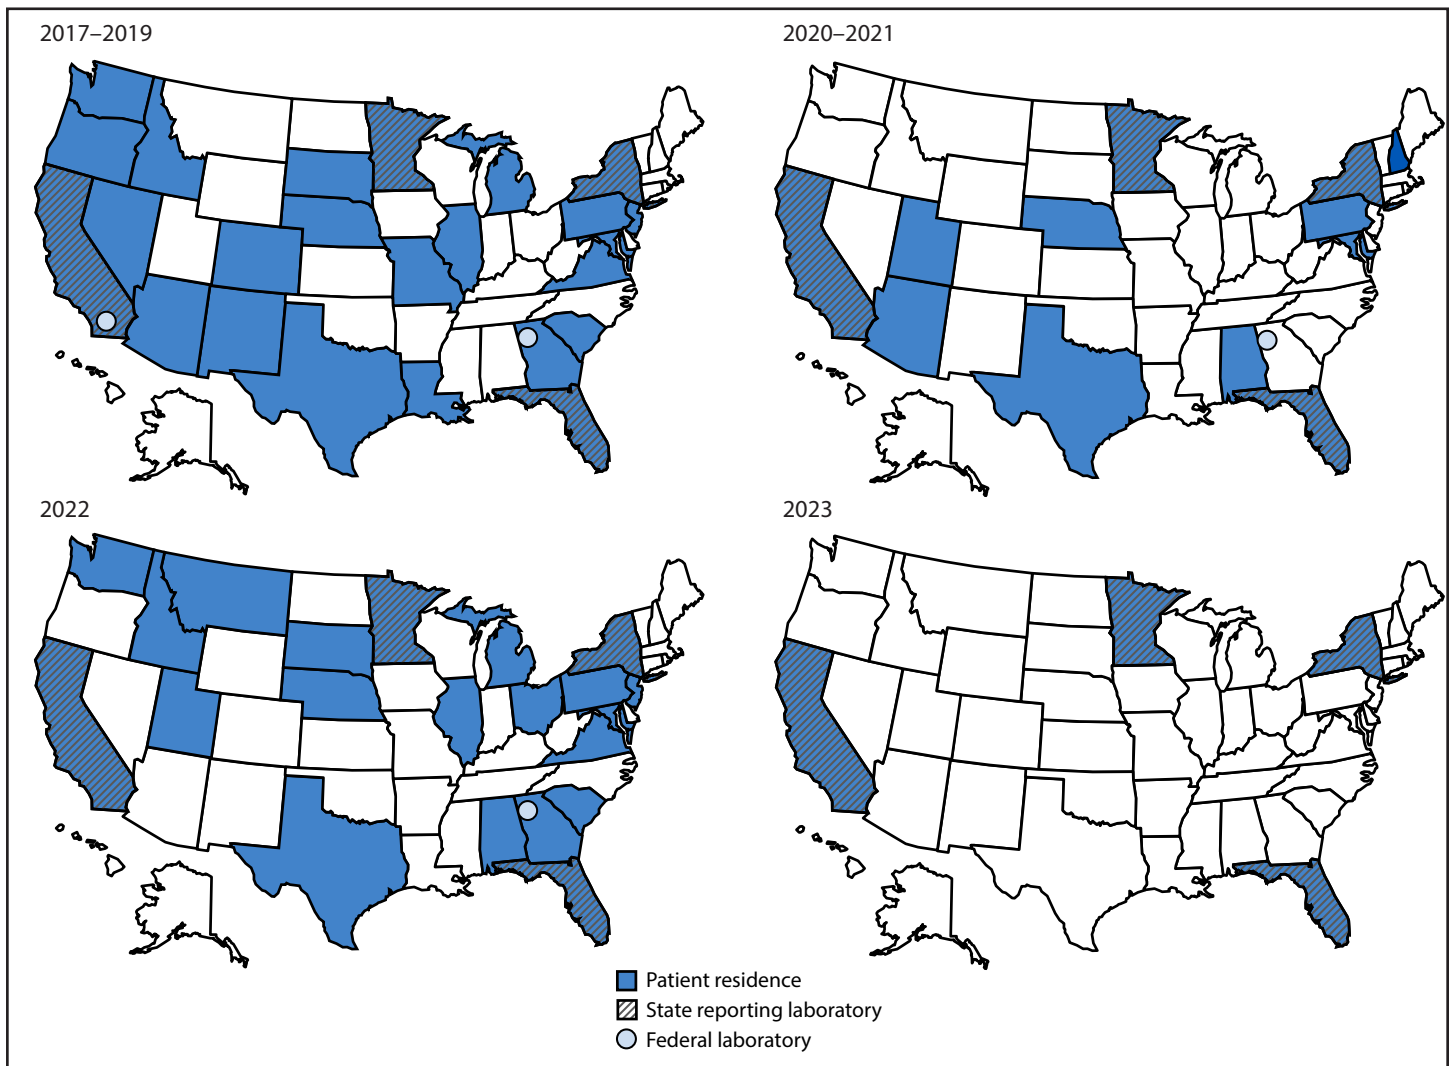 2017–2019
2020–2021
2022
2023
Patient residence
State reporting laboratory
Federal laboratory